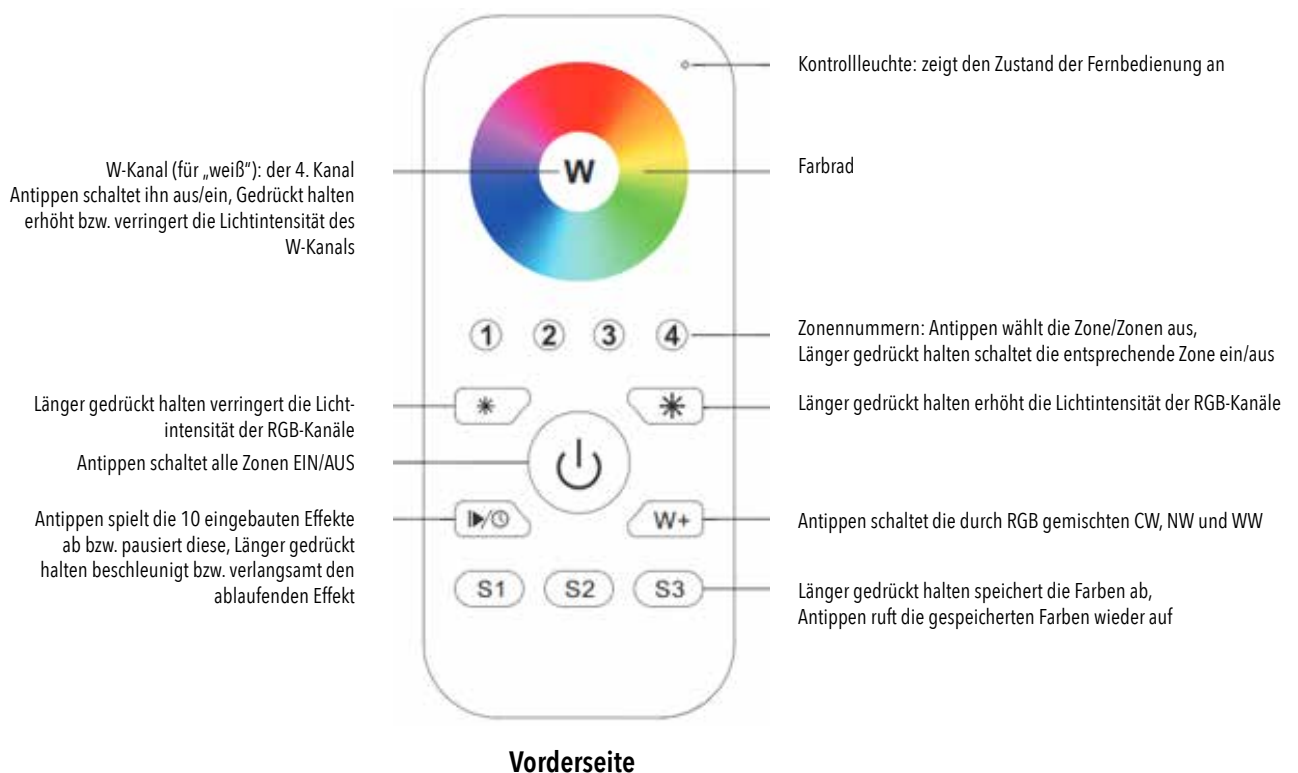 Kontrollleuchte: zeigt den Zustand der Fernbedienung an
W-Kanal (für „weiß“): der 4. Kanal
Antippen schaltet ihn aus/ein, Gedrückt halten
erhöht bzw. verringert die Lichtintensität des
W-Kanals
W
Farbrad
1 2 3 4
Zonennummern: Antippen wählt die Zone/Zonen aus,
Länger gedrückt halten schaltet die entsprechende Zone ein/aus
Länger gedrückt halten verringert die Licht-
intensität der RGB-Kanäle
Länger gedrückt halten erhöht die Lichtintensität der RGB-Kanäle
Antippen schaltet alle Zonen EIN/AUS
Antippen spielt die 10 eingebauten Effekte
ab bzw. pausiert diese, Länger gedrückt
halten beschleunigt bzw. verlangsamt den
ablaufenden Effekt
W+
Antippen schaltet die durch RGB gemischten CW, NW und WW
S1 S2 S3
Länger gedrückt halten speichert die Farben ab,
Antippen ruft die gespeicherten Farben wieder auf
Vorderseite